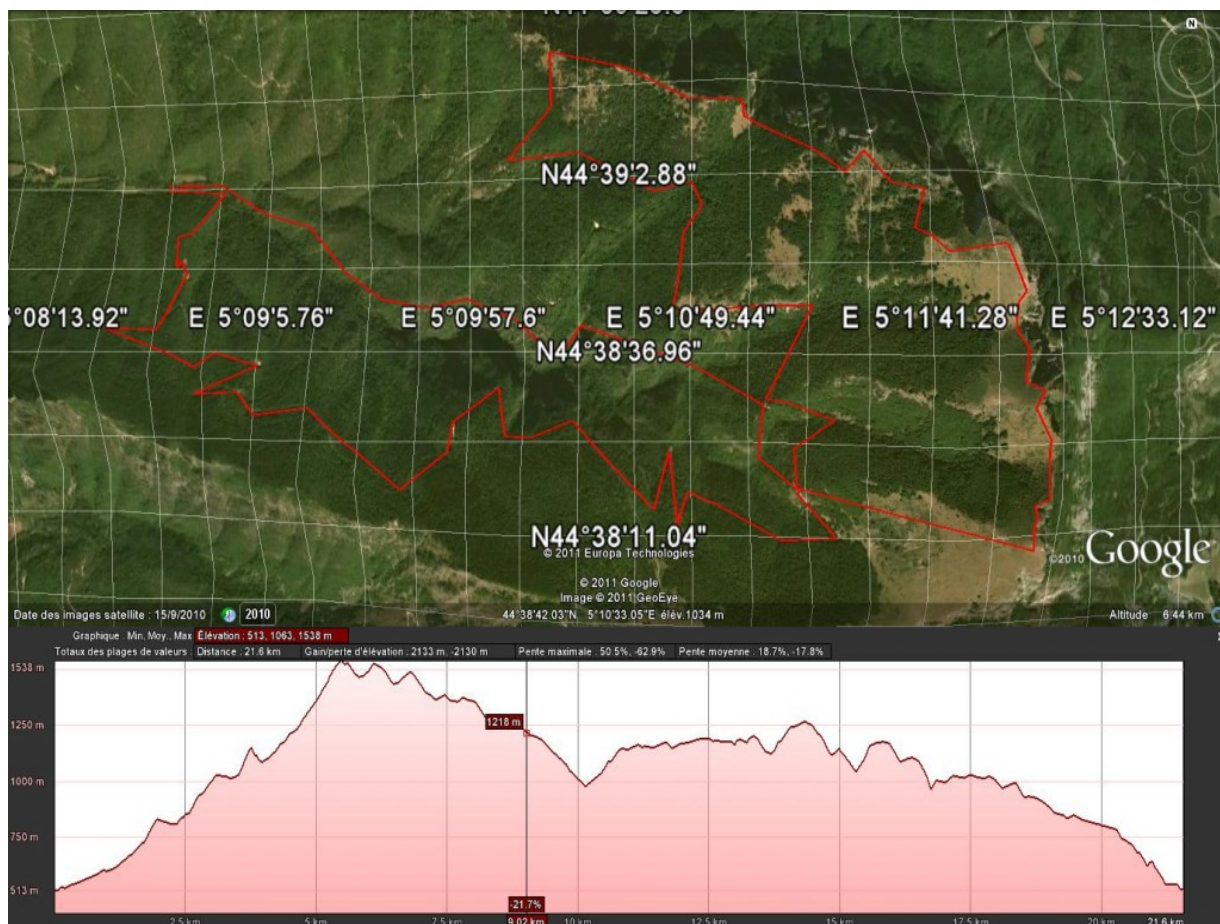 N
N44°39'2.88"
5°08'13.92" E 5°09'5.76" E 5°09'57.6" E 5°10'49.44" E 5°11'41.28" E 5°12'33.12"
N44°38'36.96"
N44°38'11.04"
© 2011 Europa Technologies
©2010 Google
© 2011 Google
Image © 2011 GeoEye
Date des images satellite : 15/9/2010 2010 44°38'42.03"N 5°10'33.05"E élév.1034 m Altitude 6.44 km
Graphique : Min, Moy., Max Élévation : 513, 1063, 1538 m
Totaux des plages de valeurs : Distance : 21.6 km Gain/perte d'élévation : 2133 m, -2130 m Pente maximale : 50.5%, -62.9% Pente moyenne : 18.7%, -17.8%
1538 m
1250 m
1218 m
1000 m
750 m
513 m
-21.7%
2.5 km 5 km 7.5 km 9.02 km 10 km 12.5 km 15 km 17.5 km 20 km 21.6 km